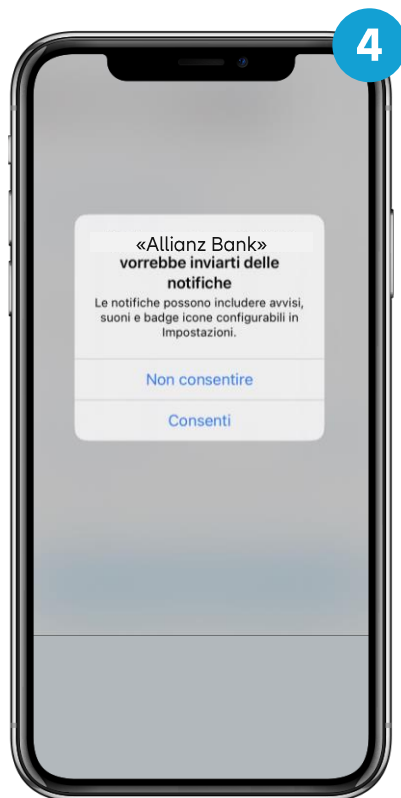 4
«Allianz Bank»
vorrebbe inviarti delle
notifiche
Le notifiche possono includere avvisi,
suoni e badge icone configurabili in
Impostazioni.
Non consentire
Consenti